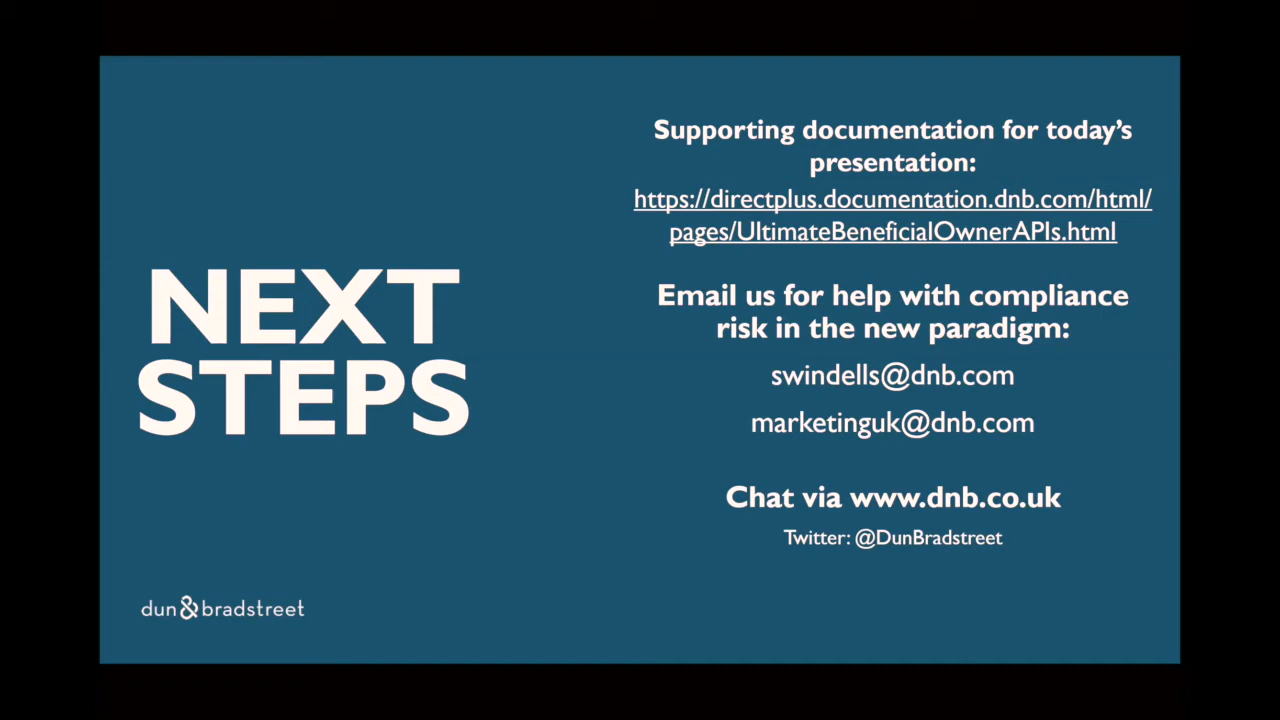 NEXT
STEPS
Supporting documentation for today's
presentation:
https://directplus.documentation.dnb.com/html/
pages/UltimateBeneficialOwnerAPIs.html
Email us for help with compliance
risk in the new paradigm:
swindells@dnb.com
marketinguk@dnb.com
Chat via www.dnb.co.uk
Twitter: @DunBradstreet
dun&bradstreet